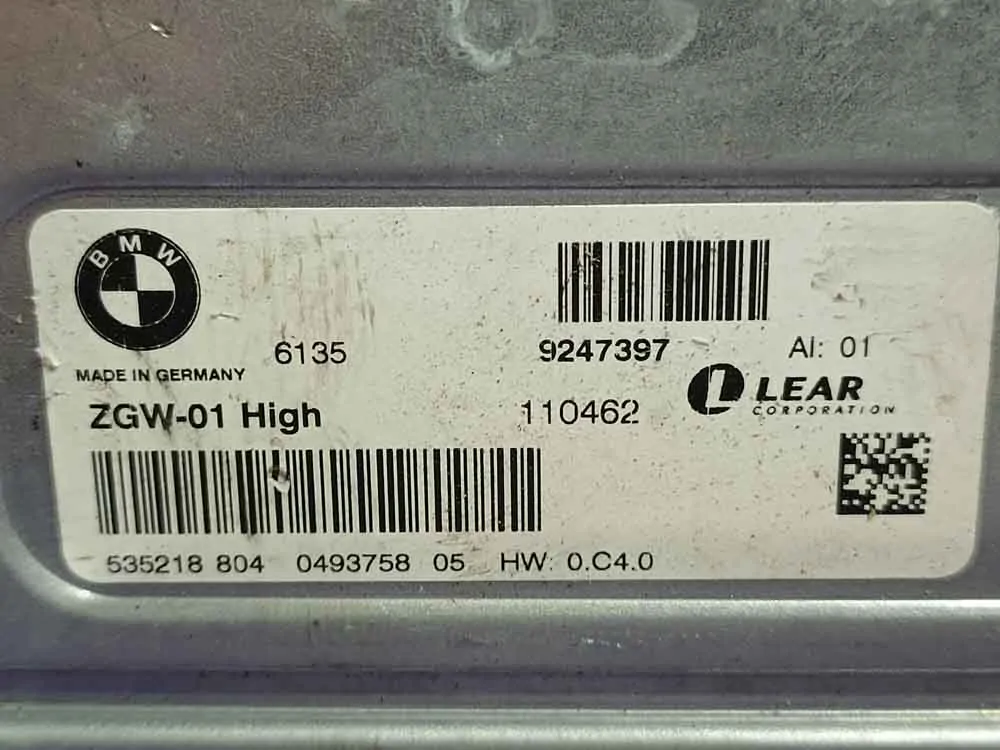 BMW
6135 9247397 AI: 01
MADE IN GERMANY
LEAR
CORPORATION
ZGW-01 High 110462
535218 804 0493758 05 HW: 0.C4.0